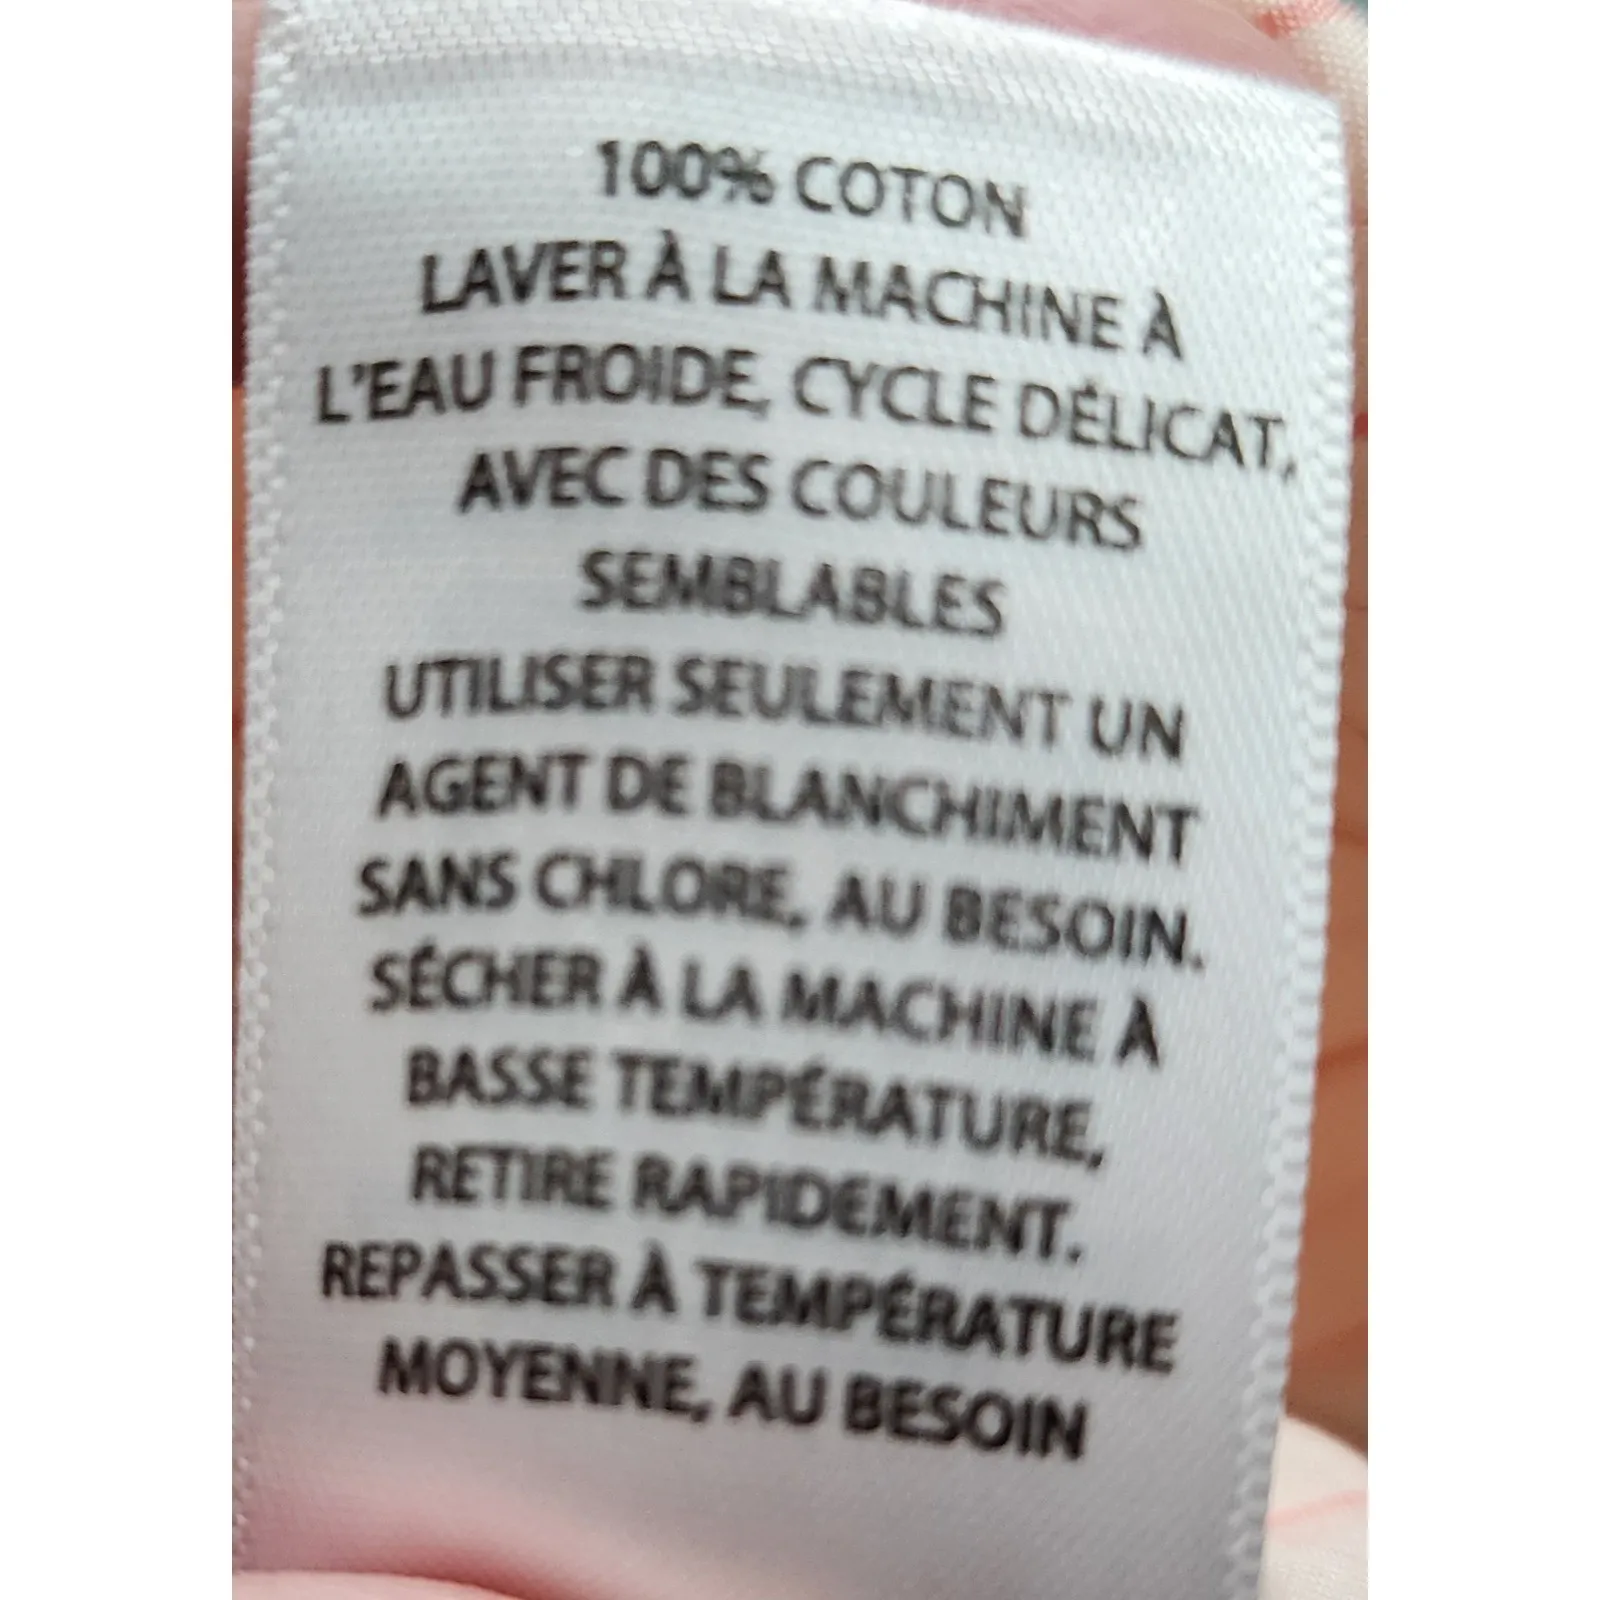 100% COTON
LAVER À LA MACHINE À
L'EAU FROIDE, CYCLE DÉLICAT,
AVEC DES COULEURS
SEMBLABLES
UTILISER SEULEMENT UN
AGENT DE BLANCHIMENT
SANS CHLORE, AU BESOIN.
SÉCHER À LA MACHINE À
BASSE TEMPÉRATURE,
RETIRE RAPIDEMENT.
REPASSER À TEMPÉRATURE
MOYENNE, AU BESOIN